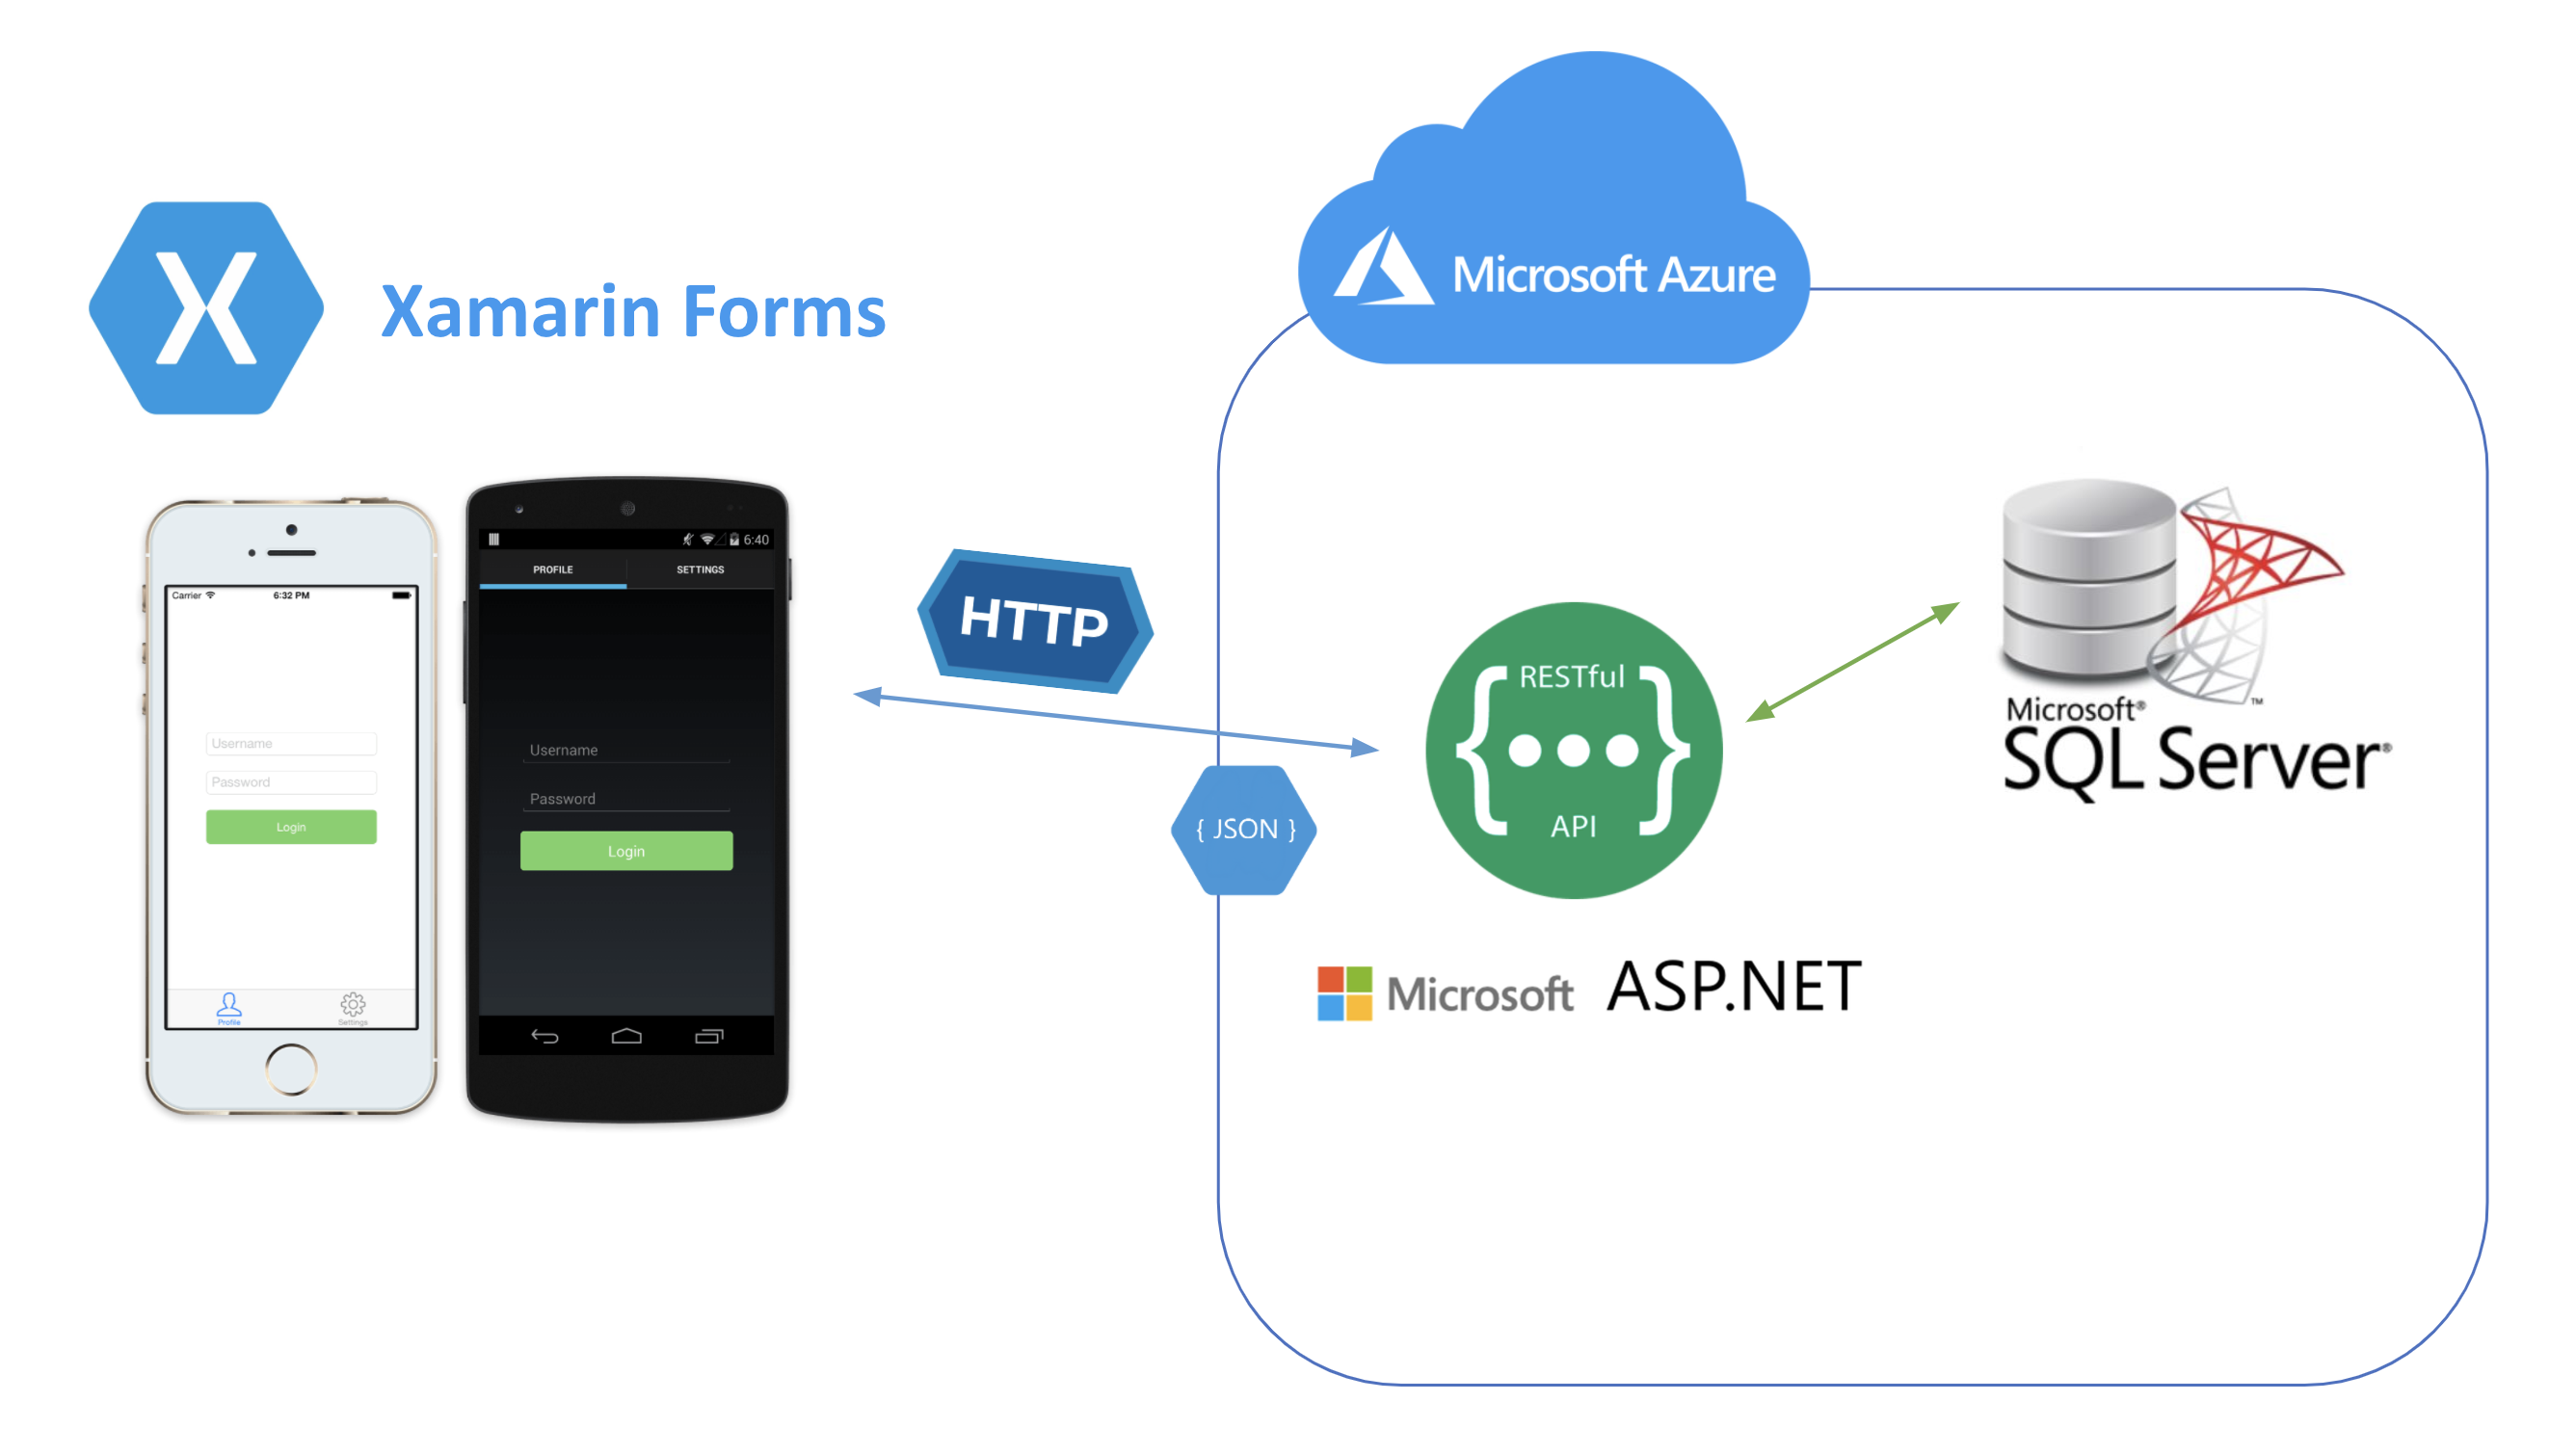 Microsoft Azure
X
Xamarin Forms
Carrier
6:32 PM
Username
Password
Login
Profile
Settings
6:40
PROFILE
SETTINGS
Username
Password
Login
HTTP
{ JSON }
{ RESTful }
API
Microsoft ASP.NET
Microsoft®
SQL Server®
™